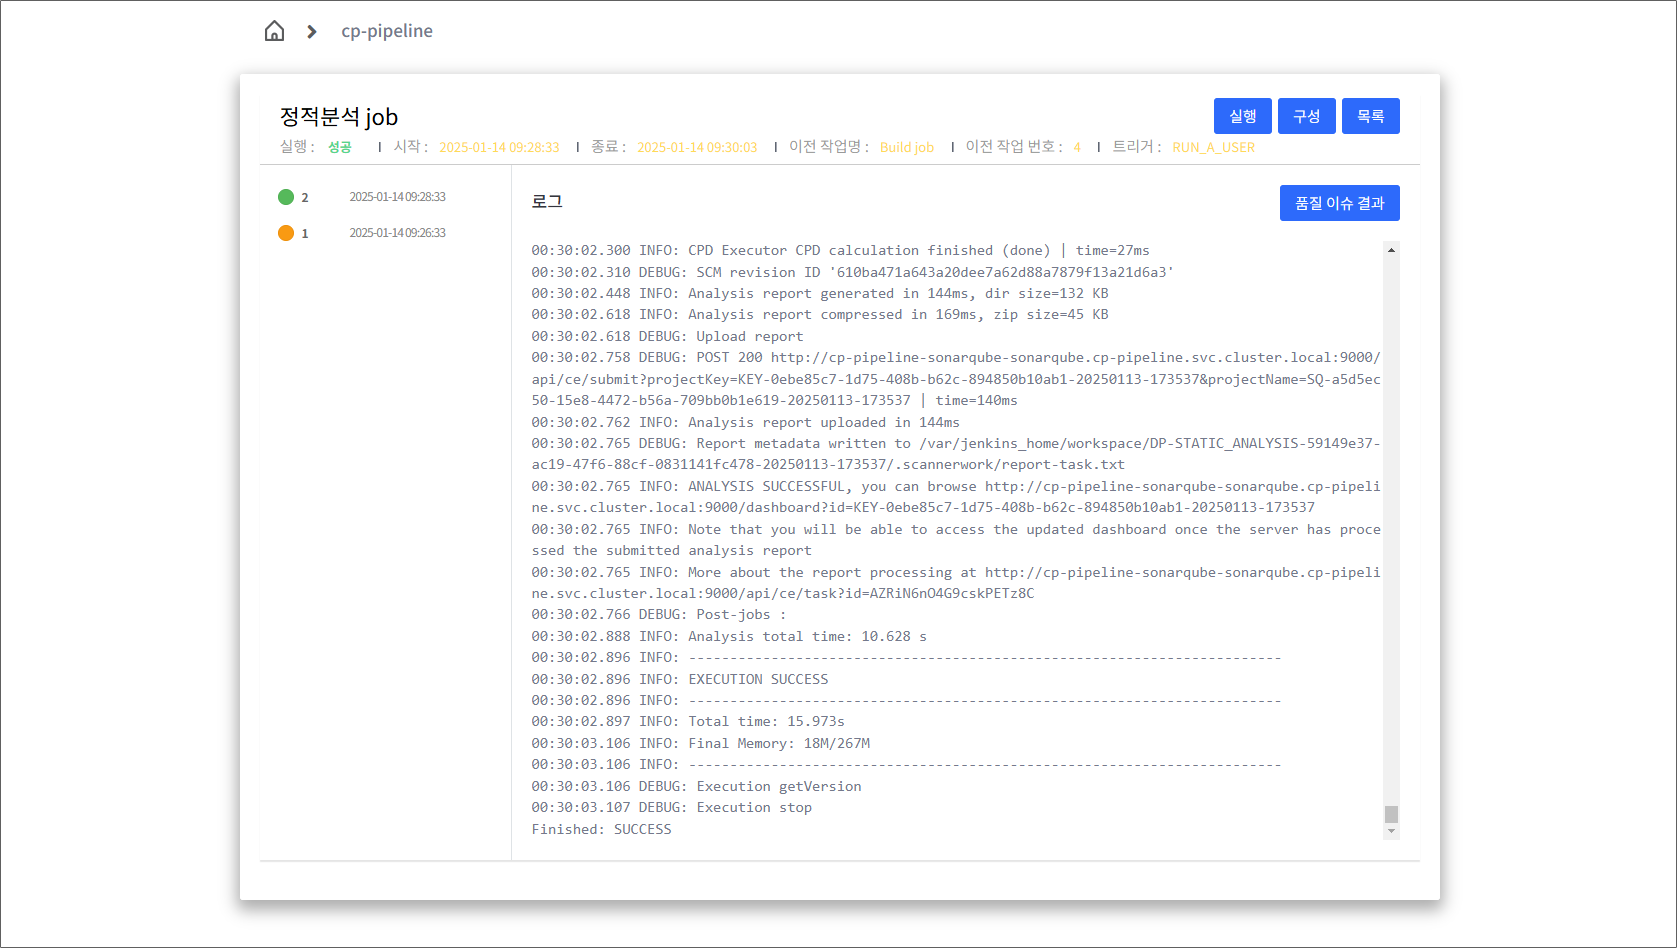 cp-pipeline
정적분석 job
실행 구성 목록
실행 : 성공 I 시작 : 2025-01-14 09:28:33 I 종료 : 2025-01-14 09:30:03 I 이전 작업명 : Build job I 이전 작업 번호 : 4 I 트리거 : RUN_A_USER
2 2025-01-14 09:28:33
1 2025-01-14 09:26:33
로그
품질 이슈 결과
00:30:02.300 INFO: CPD Executor CPD calculation finished (done) | time=27ms
00:30:02.310 DEBUG: SCM revision ID '610ba471a643a20dee7a62d88a7879f13a21d6a3'
00:30:02.448 INFO: Analysis report generated in 144ms, dir size=132 KB
00:30:02.618 INFO: Analysis report compressed in 169ms, zip size=45 KB
00:30:02.618 DEBUG: Upload report
00:30:02.758 DEBUG: POST 200 http://cp-pipeline-sonarqube-sonarqube.cp-pipeline.svc.cluster.local:9000/
api/ce/submit?projectKey=KEY-0ebe85c7-1d75-408b-b62c-894850b10ab1-20250113-173537&projectName=SQ-a5d5ec
50-15e8-4472-b56a-709bb0b1e619-20250113-173537 | time=140ms
00:30:02.762 INFO: Analysis report uploaded in 144ms
00:30:02.765 DEBUG: Report metadata written to /var/jenkins_home/workspace/DP-STATIC_ANALYSIS-59149e37-
ac19-47f6-88cf-0831141fc478-20250113-173537/.scannerwork/report-task.txt
00:30:02.765 INFO: ANALYSIS SUCCESSFUL, you can browse http://cp-pipeline-sonarqube-sonarqube.cp-pipeli
ne.svc.cluster.local:9000/dashboard?id=KEY-0ebe85c7-1d75-408b-b62c-894850b10ab1-20250113-173537
00:30:02.765 INFO: Note that you will be able to access the updated dashboard once the server has proce
ssed the submitted analysis report
00:30:02.765 INFO: More about the report processing at http://cp-pipeline-sonarqube-sonarqube.cp-pipeli
ne.svc.cluster.local:9000/api/ce/task?id=AZRiN6nO4G9cskPETz8C
00:30:02.766 DEBUG: Post-jobs :
00:30:02.888 INFO: Analysis total time: 10.628 s
00:30:02.896 INFO: ------------------------------------------------------------------------
00:30:02.896 INFO: EXECUTION SUCCESS
00:30:02.896 INFO: ------------------------------------------------------------------------
00:30:02.897 INFO: Total time: 15.973s
00:30:03.106 INFO: Final Memory: 18M/267M
00:30:03.106 INFO: ------------------------------------------------------------------------
00:30:03.106 DEBUG: Execution getVersion
00:30:03.107 DEBUG: Execution stop
Finished: SUCCESS